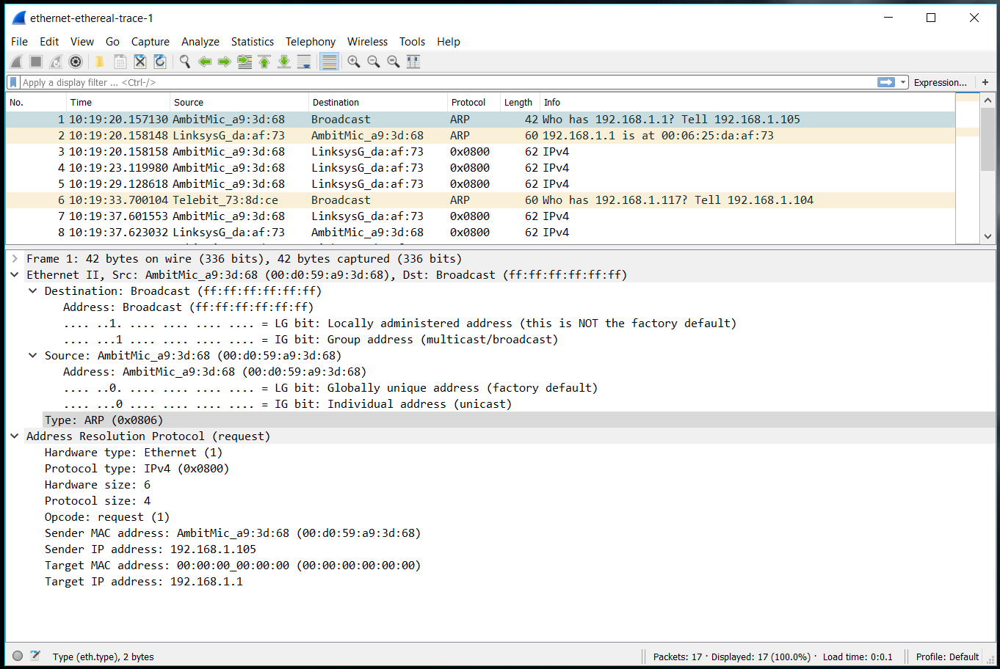 ethernet-ethereal-trace-1
File Edit View Go Capture Analyze Statistics Telephony Wireless Tools Help
Apply a display filter ... <Ctrl-/> Expression... +
No. Time Source Destination Protocol Length Info
1 10:19:20.157130 AmbitMic_a9:3d:68 Broadcast ARP 42 Who has 192.168.1.1? Tell 192.168.1.105
2 10:19:20.158148 LinksysG_da:af:73 AmbitMic_a9:3d:68 ARP 60 192.168.1.1 is at 00:06:25:da:af:73
3 10:19:20.158158 AmbitMic_a9:3d:68 LinksysG_da:af:73 0x0800 62 IPv4
4 10:19:23.119980 AmbitMic_a9:3d:68 LinksysG_da:af:73 0x0800 62 IPv4
5 10:19:29.128618 AmbitMic_a9:3d:68 LinksysG_da:af:73 0x0800 62 IPv4
6 10:19:33.700104 Telebit_73:8d:ce Broadcast ARP 60 Who has 192.168.1.117? Tell 192.168.1.104
7 10:19:37.601553 AmbitMic_a9:3d:68 LinksysG_da:af:73 0x0800 62 IPv4
8 10:19:37.623032 LinksysG_da:af:73 AmbitMic_a9:3d:68 0x0800 62 IPv4
Frame 1: 42 bytes on wire (336 bits), 42 bytes captured (336 bits)
Ethernet II, Src: AmbitMic_a9:3d:68 (00:d0:59:a9:3d:68), Dst: Broadcast (ff:ff:ff:ff:ff:ff)
Destination: Broadcast (ff:ff:ff:ff:ff:ff)
Address: Broadcast (ff:ff:ff:ff:ff:ff)
.... ..1. .... .... .... .... = LG bit: Locally administered address (this is NOT the factory default)
.... ...1 .... .... .... .... = IG bit: Group address (multicast/broadcast)
Source: AmbitMic_a9:3d:68 (00:d0:59:a9:3d:68)
Address: AmbitMic_a9:3d:68 (00:d0:59:a9:3d:68)
.... ..0. .... .... .... .... = LG bit: Globally unique address (factory default)
.... ...0 .... .... .... .... = IG bit: Individual address (unicast)
Type: ARP (0x0806)
Address Resolution Protocol (request)
Hardware type: Ethernet (1)
Protocol type: IPv4 (0x0800)
Hardware size: 6
Protocol size: 4
Opcode: request (1)
Sender MAC address: AmbitMic_a9:3d:68 (00:d0:59:a9:3d:68)
Sender IP address: 192.168.1.105
Target MAC address: 00:00:00_00:00:00 (00:00:00:00:00:00)
Target IP address: 192.168.1.1
Type (eth.type), 2 bytes Packets: 17 · Displayed: 17 (100.0%) · Load time: 0:0.1 Profile: Default